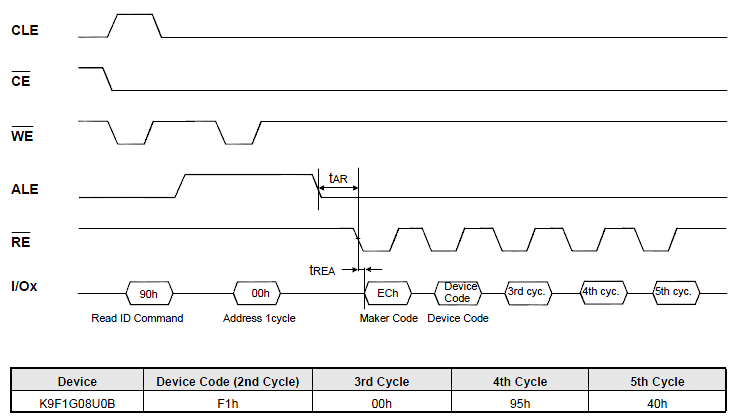 CLE
CE
WE
ALE
tAR
RE
tREA
I/Ox
90h 00h ECh Device Code 3rd cyc. 4th cyc. 5th cyc.
Read ID Command Address 1cycle Maker Code Device Code
Device Device Code (2nd Cycle) 3rd Cycle 4th Cycle 5th Cycle
K9F1G08U0B F1h 00h 95h 40h